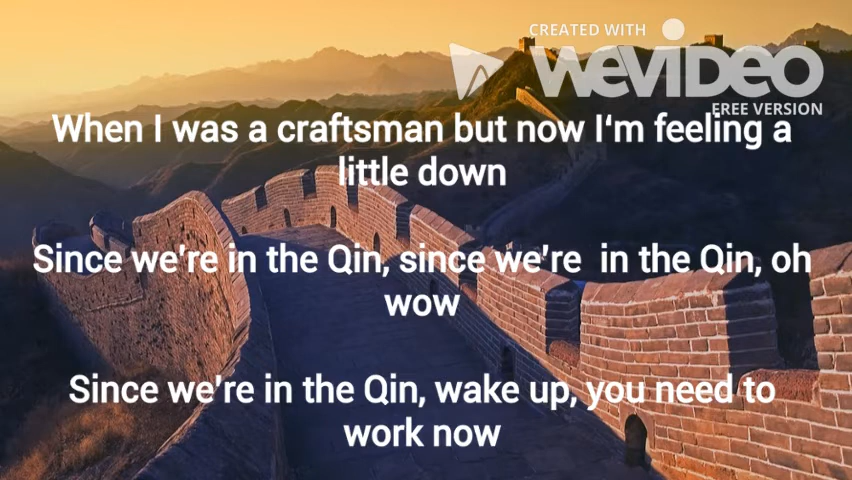 CREATED WITH
WeVideo
FREE VERSION
When I was a craftsman but now I‘m feeling a
little down
Since we're in the Qin, since we're  in the Qin, oh
wow
Since we're in the Qin, wake up, you need to
work now